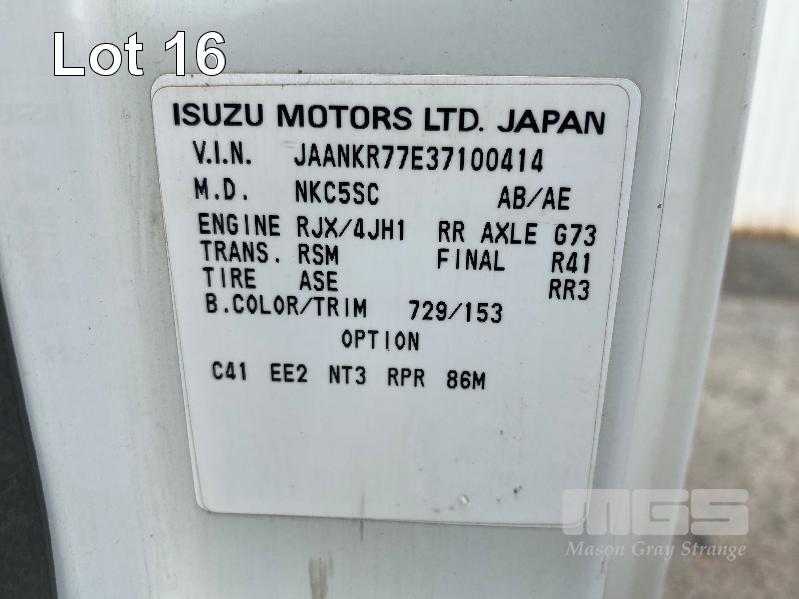 Lot 16
ISUZU MOTORS LTD. JAPAN
V.I.N. JAANKR77E37100414
M.D. NKC5SC AB/AE
ENGINE RJX/4JH1 RR AXLE G73
TRANS. RSM FINAL R41
TIRE ASE RR3
B.COLOR/TRIM 729/153
OPTION
C41 EE2 NT3 RPR 86M
MGS
Mason Gray Strange